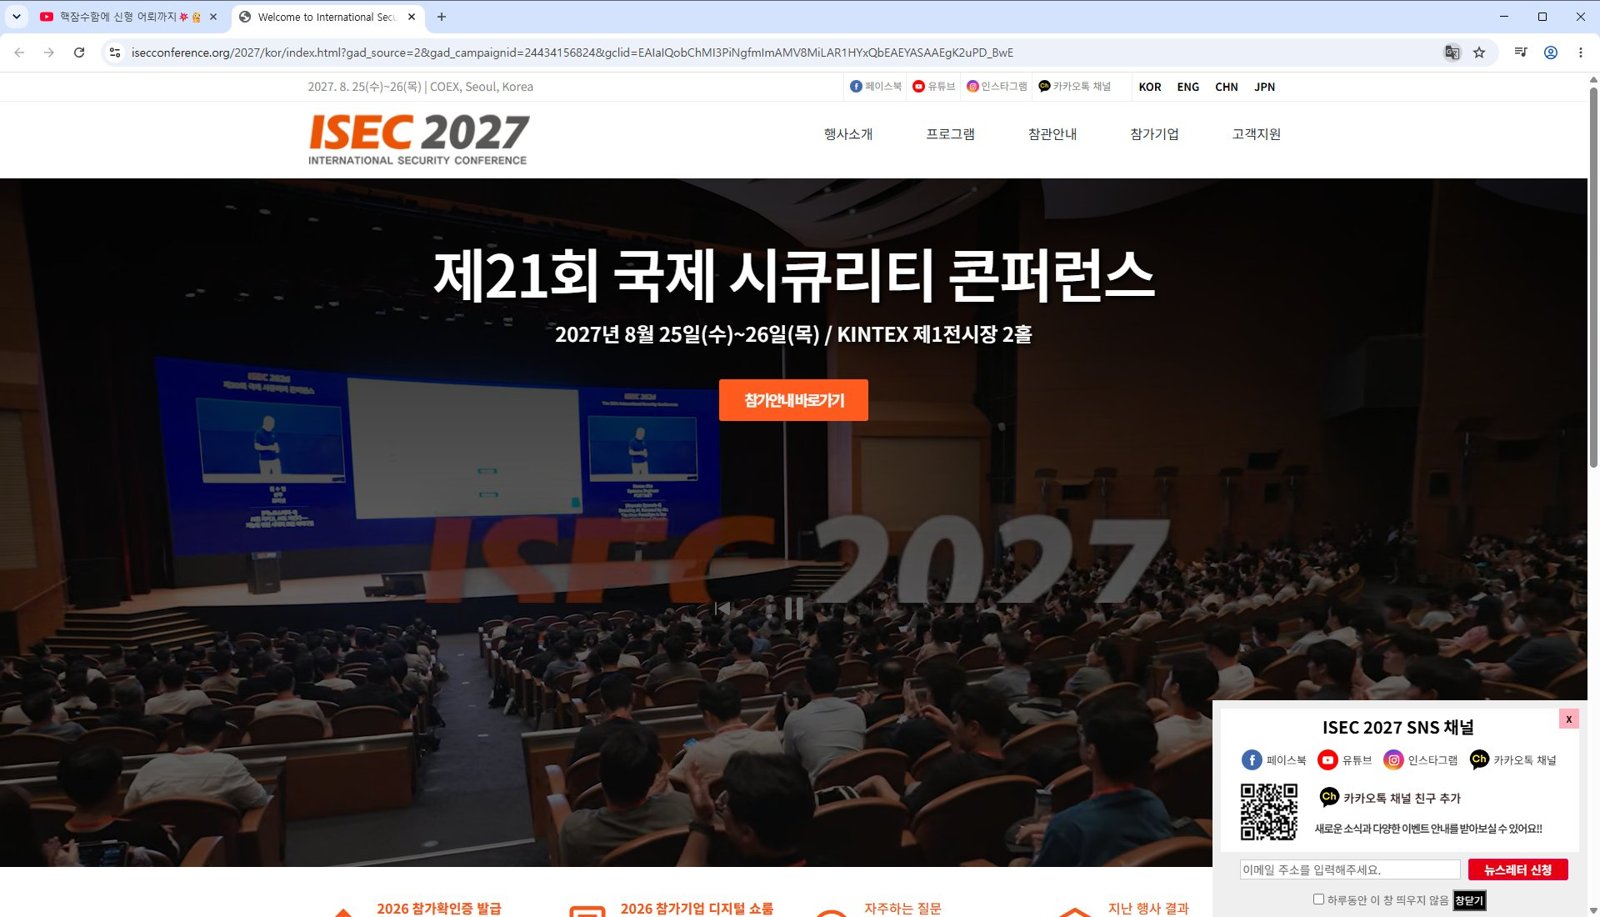 핵잠수함에 신형 어뢰까지
Welcome to International Secu
isecconference.org/2027/kor/index.html?gad_source=2&gad_campaignid=24434156824&gclid=EAIaIQobChMI3PiNgfmImAMV8MiLAR1HYxQbEAEYASAAEgK2uPD_BwE
2027. 8. 25(수)~26(목) | COEX, Seoul, Korea
페이스북 유튜브 인스타그램 카카오톡 채널 KOR ENG CHN JPN
ISEC 2027
INTERNATIONAL SECURITY CONFERENCE
행사소개 프로그램 참관안내 참가기업 고객지원
제21회 국제 시큐리티 콘퍼런스
2027년 8월 25일(수)~26일(목) / KINTEX 제1전시장 2홀
참가안내 바로가기
ISEC 2027
ISEC 2027 SNS 채널
x
페이스북 유튜브 인스타그램 Ch 카카오톡 채널
Ch 카카오톡 채널 친구 추가
새로운 소식과 다양한 이벤트 안내를 받아보실 수 있어요!!
이메일 주소를 입력해주세요. 뉴스레터 신청
하루동안 이 창 띄우지 않음 창닫기
2026 참가확인증 발급 2026 참가기업 디지털 쇼룸 자주하는 질문 지난 행사 결과